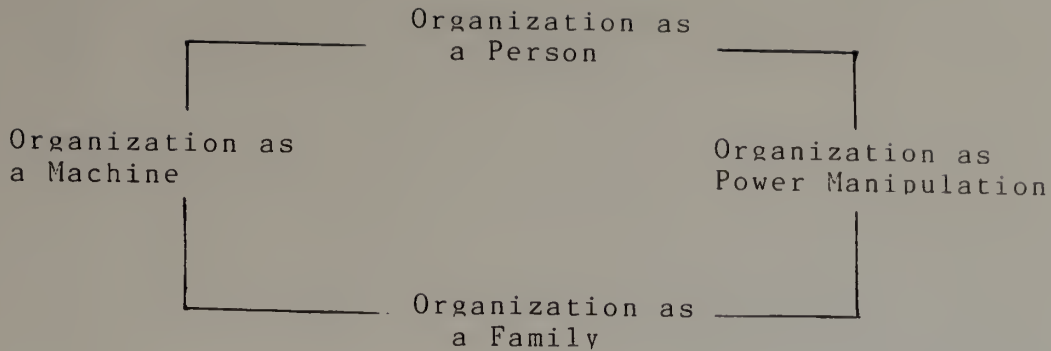 Organization as
a Person
Organization as
a Machine
Organization as
Power Manipulation
Organization as
a Family